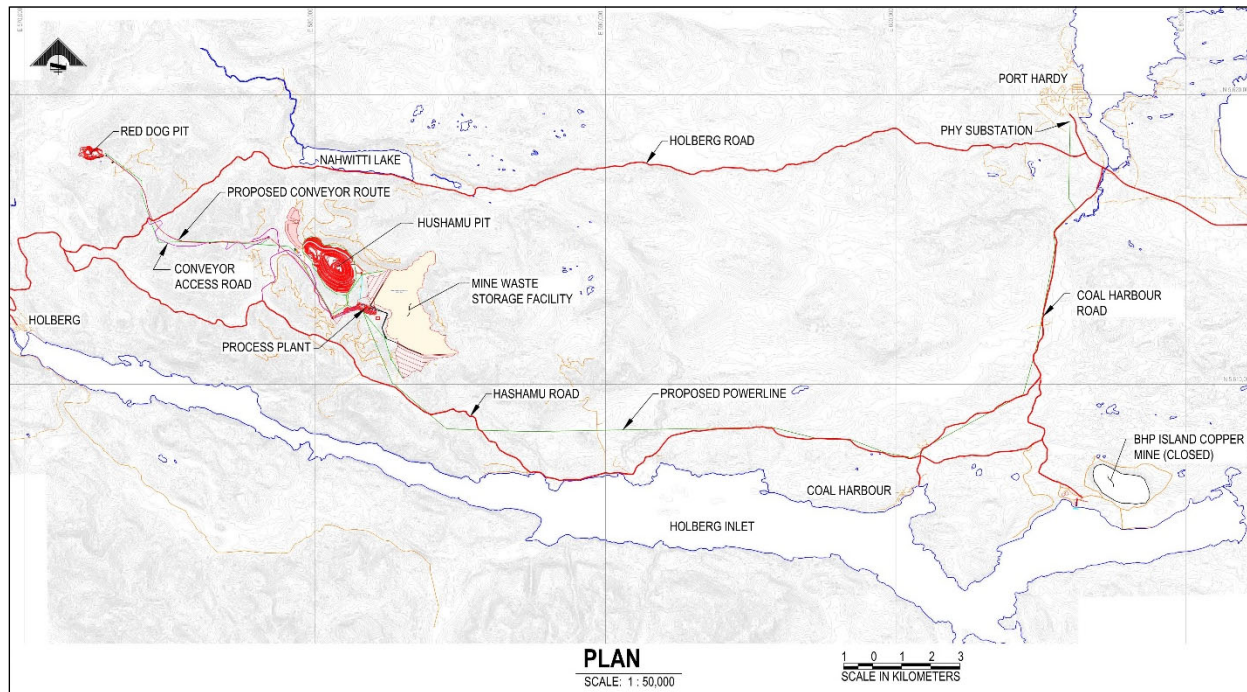 PORT HARDY
RED DOG PIT
PHY SUBSTATION
HOLBERG ROAD
NAHWITTI LAKE
PROPOSED CONVEYOR ROUTE
HUSHAMU PIT
CONVEYOR
ACCESS ROAD
MINE WASTE
STORAGE FACILITY
COAL HARBOUR
ROAD
HOLBERG
PROCESS PLANT
HASHAMU ROAD
PROPOSED POWERLINE
BHP ISLAND COPPER
MINE (CLOSED)
COAL HARBOUR
HOLBERG INLET
PLAN
SCALE: 1 : 50,000
1 0 1 2 3
SCALE IN KILOMETERS